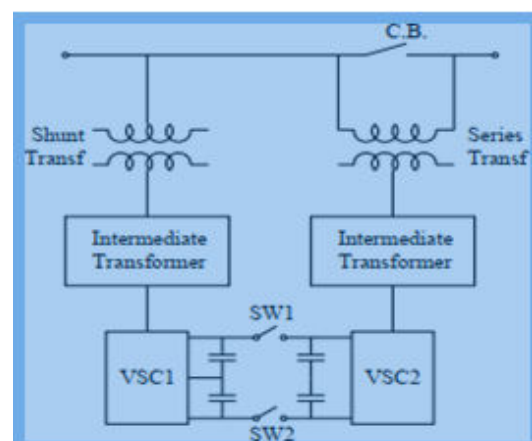 C.B.
Shunt
Transf
Series
Transf
Intermediate
Transformer
Intermediate
Transformer
SW1
VSC1
VSC2
SW2